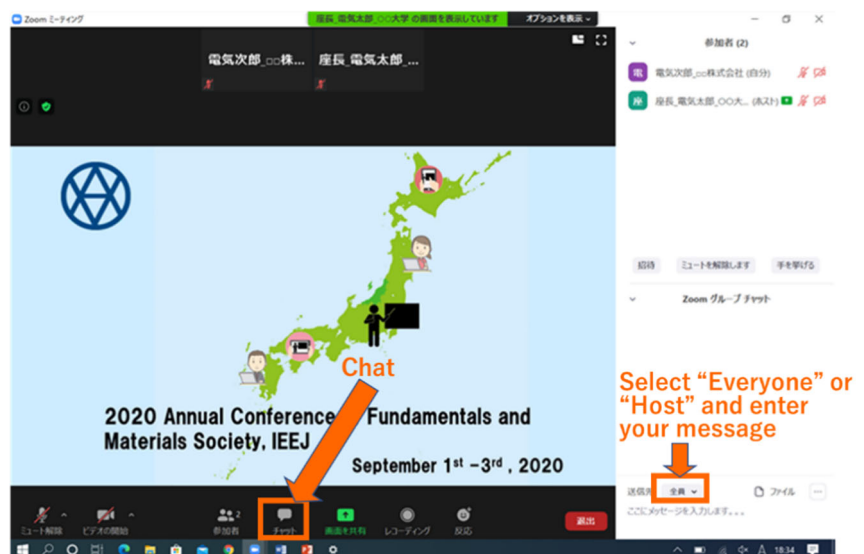 Zoom ミーティング
座長_電気太郎_○○大学 の画面を表示しています
オプションを表示
参加者 (2)
電気次郎_□□株...
座長_電気太郎_...
電 電気次郎_○○株式会社 (自分)
座 座長_電気太郎_○○大... (ホスト)
招待 ミュートを解除します 手を挙げる
Zoom グループ チャット
Chat
Select “Everyone” or
“Host” and enter
your message
2020 Annual Conference Fundamentals and
Materials Society, IEEJ
September 1st –3rd , 2020
送信先 全員 ファイル
ここにメッセージを入力します。。。
ミュート解除 ビデオの開始 参加者 2 チャット 画面を共有 レコーディング 反応 退出
A 18:34